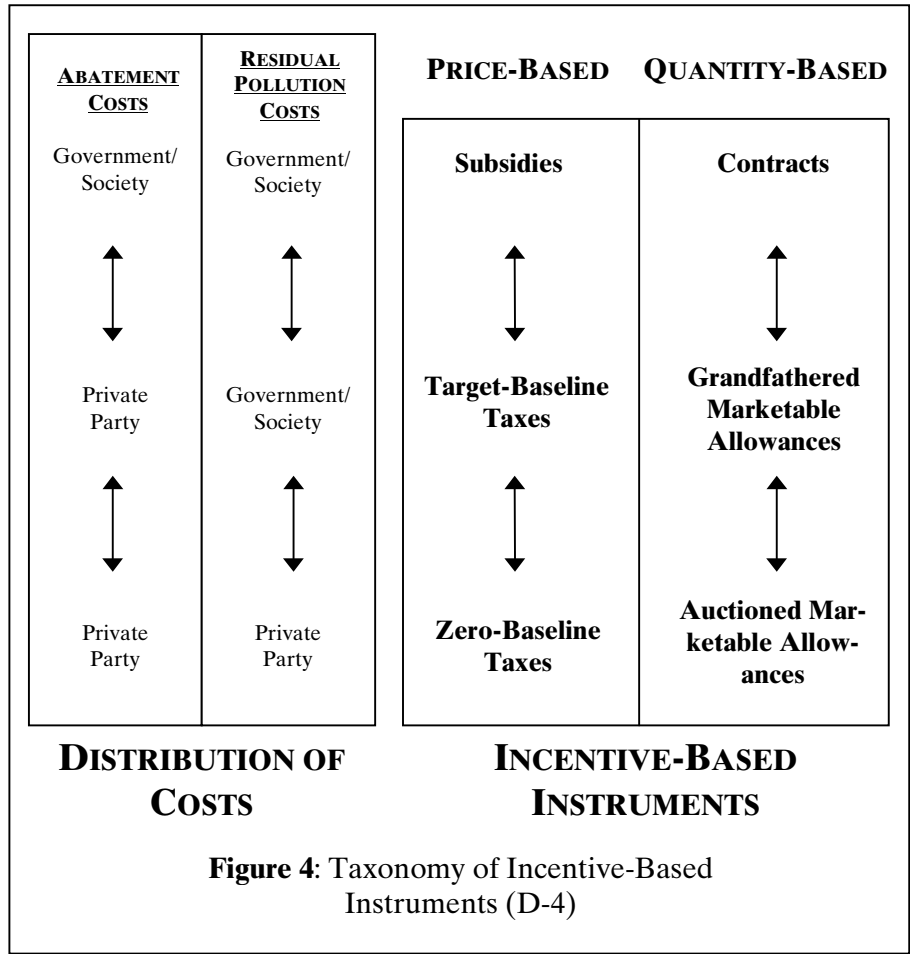 ABATEMENT
COSTS
RESIDUAL
POLLUTION
COSTS
PRICE-BASED
QUANTITY-BASED
Government/
Society
Government/
Society
Subsidies
Contracts
Private
Party
Government/
Society
Target-Baseline
Taxes
Grandfathered
Marketable
Allowances
Private
Party
Private
Party
Zero-Baseline
Taxes
Auctioned Mar-
ketable Allow-
ances
DISTRIBUTION OF
COSTS
INCENTIVE-BASED
INSTRUMENTS
Figure 4: Taxonomy of Incentive-Based
Instruments (D-4)